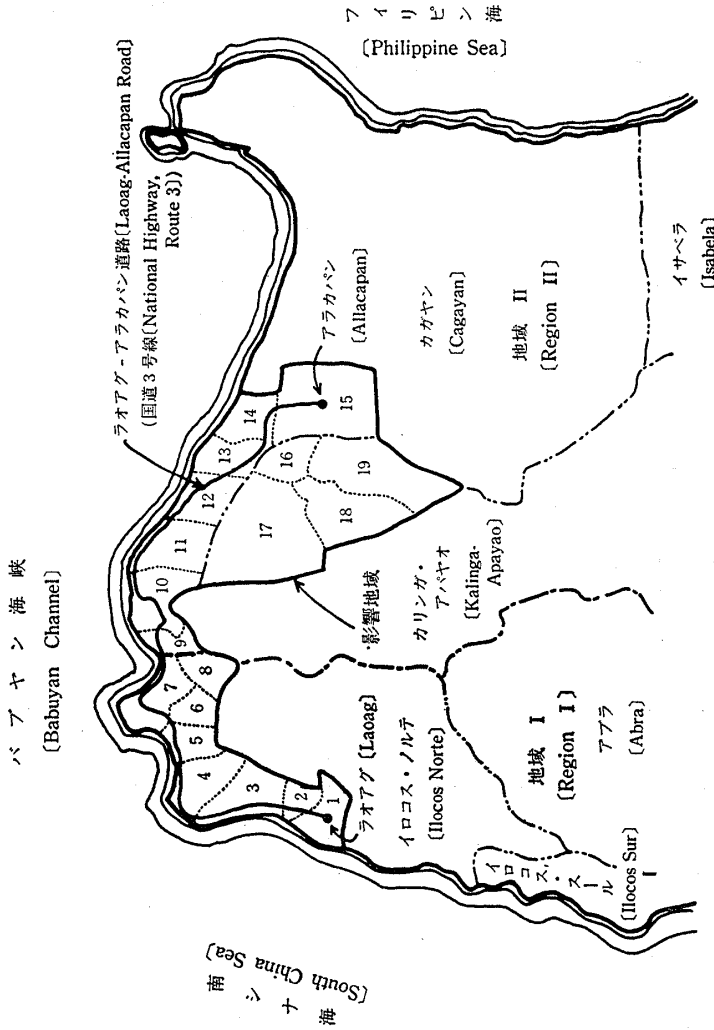 バブヤン海峡
[Babuyan Channel]
フィリピン海
[Philippine Sea]
南シナ海
[South China Sea]
ラオアグ-アラカパン道路[Laoag-Allacapan Road]
(国道3号線[National Highway,
Route 3])
アラカパン
[Allacapan]
カガヤン
[Cagayan]
地域 II
[Region II]
イサベラ
[Isabela]
影響地域
カリンガ・
アパヤオ
[Kalinga-
Apayao]
ラオアグ[Laoag]
イロコス・ノルテ
[Ilocos Norte]
地域 I
[Region I]
アブラ
[Abra]
イロコス・
スール
[Ilocos Sur]
1
2
3
4
5
6
7
8
9
10
11
12
13
14
15
16
17
18
19